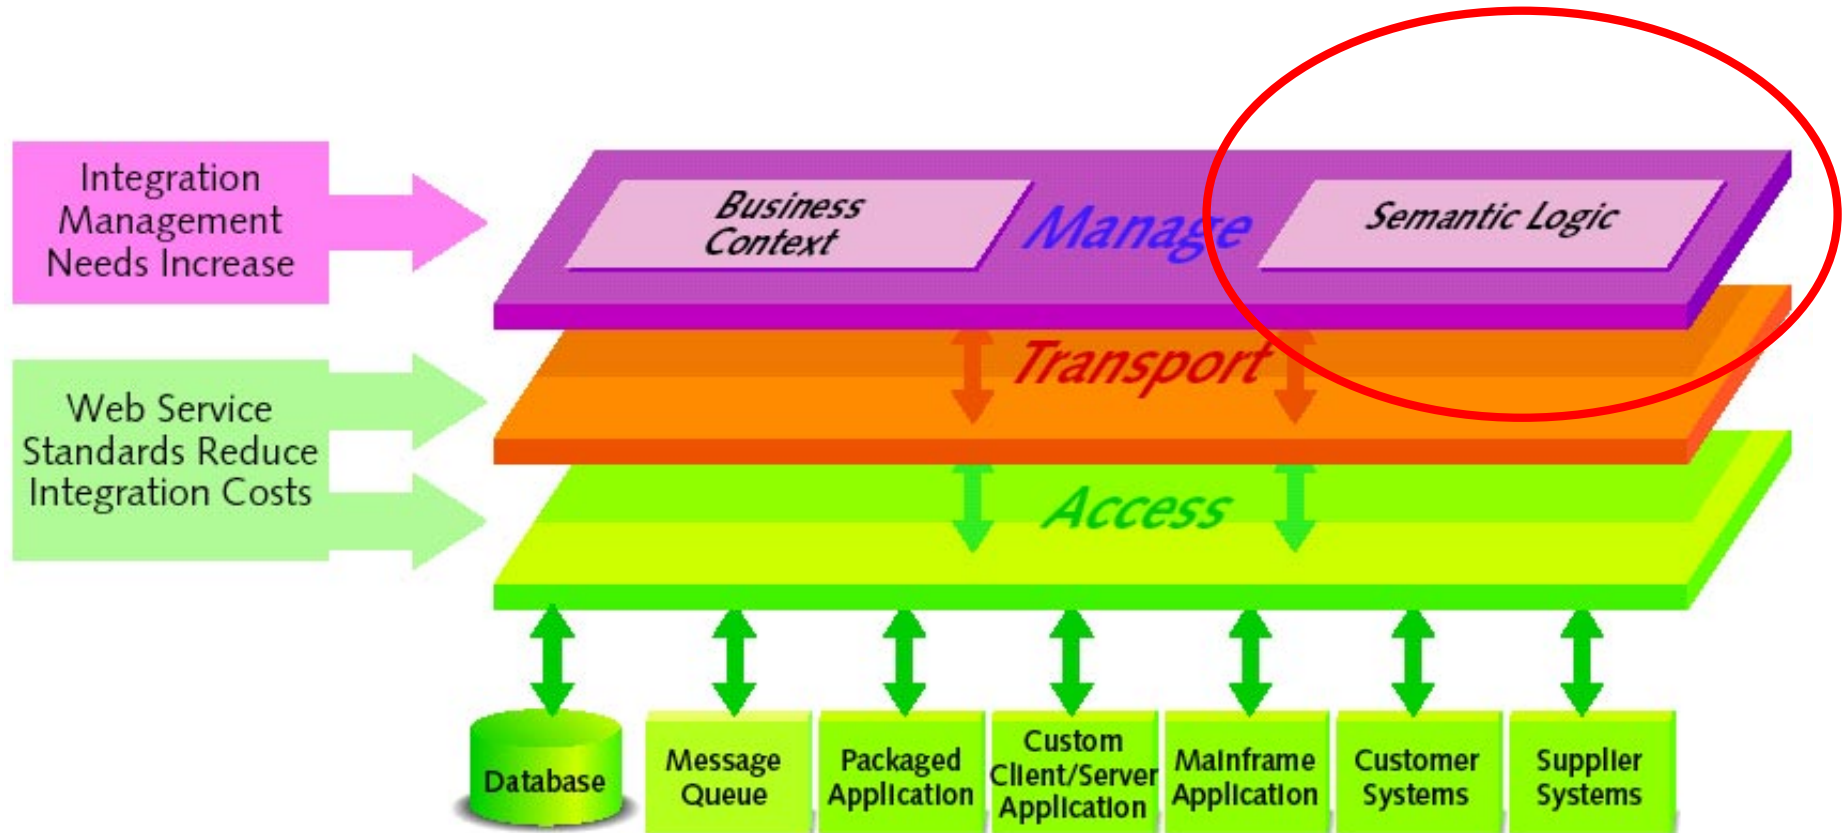 Integration
Management
Needs Increase
Business
Context
Manage
Semantic Logic
Transport
Web Service
Standards Reduce
Integration Costs
Access
Database
Message
Queue
Packaged
Application
Custom
Client/Server
Application
Mainframe
Application
Customer
Systems
Supplier
Systems